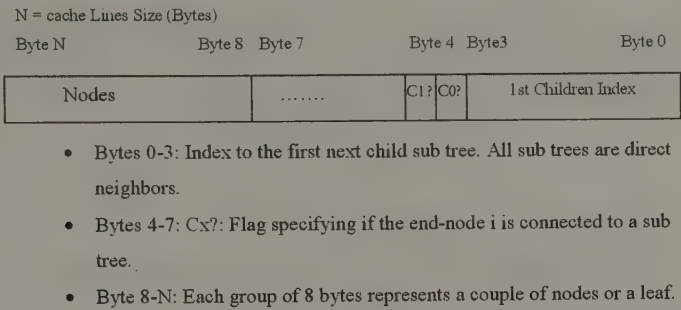 N = cache Lines Size (Bytes)
Byte N Byte 8 Byte 7 Byte 4 Byte3 Byte 0
Nodes ....... C1? C0? 1st Children Index
• Bytes 0-3: Index to the first next child sub tree. All sub trees are direct
neighbors.
• Bytes 4-7: Cx?: Flag specifying if the end-node i is connected to a sub
tree.
• Byte 8-N: Each group of 8 bytes represents a couple of nodes or a leaf.